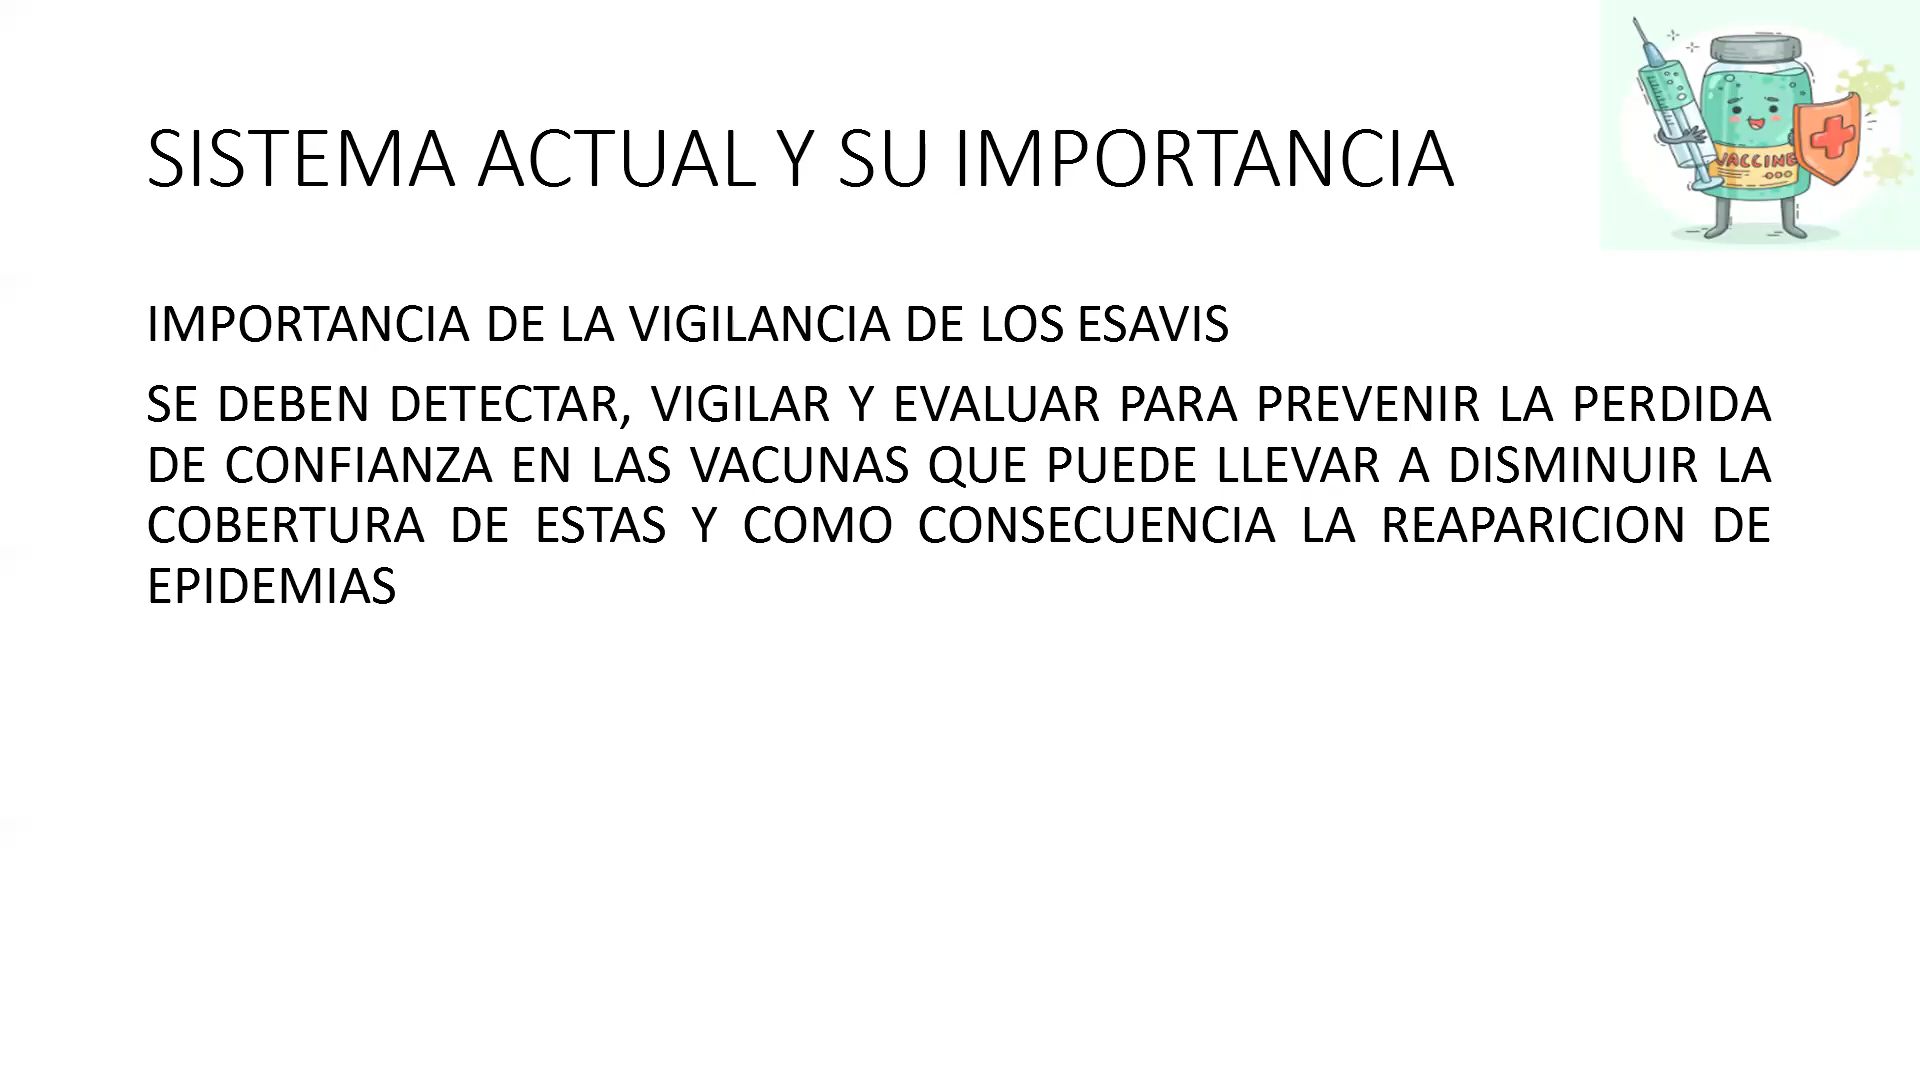 SISTEMA ACTUAL Y SU IMPORTANCIA
VACCINE
IMPORTANCIA DE LA VIGILANCIA DE LOS ESAVIS
SE DEBEN DETECTAR, VIGILAR Y EVALUAR PARA PREVENIR LA PERDIDA
DE CONFIANZA EN LAS VACUNAS QUE PUEDE LLEVAR A DISMINUIR LA
COBERTURA DE ESTAS Y COMO CONSECUENCIA LA REAPARICION DE
EPIDEMIAS